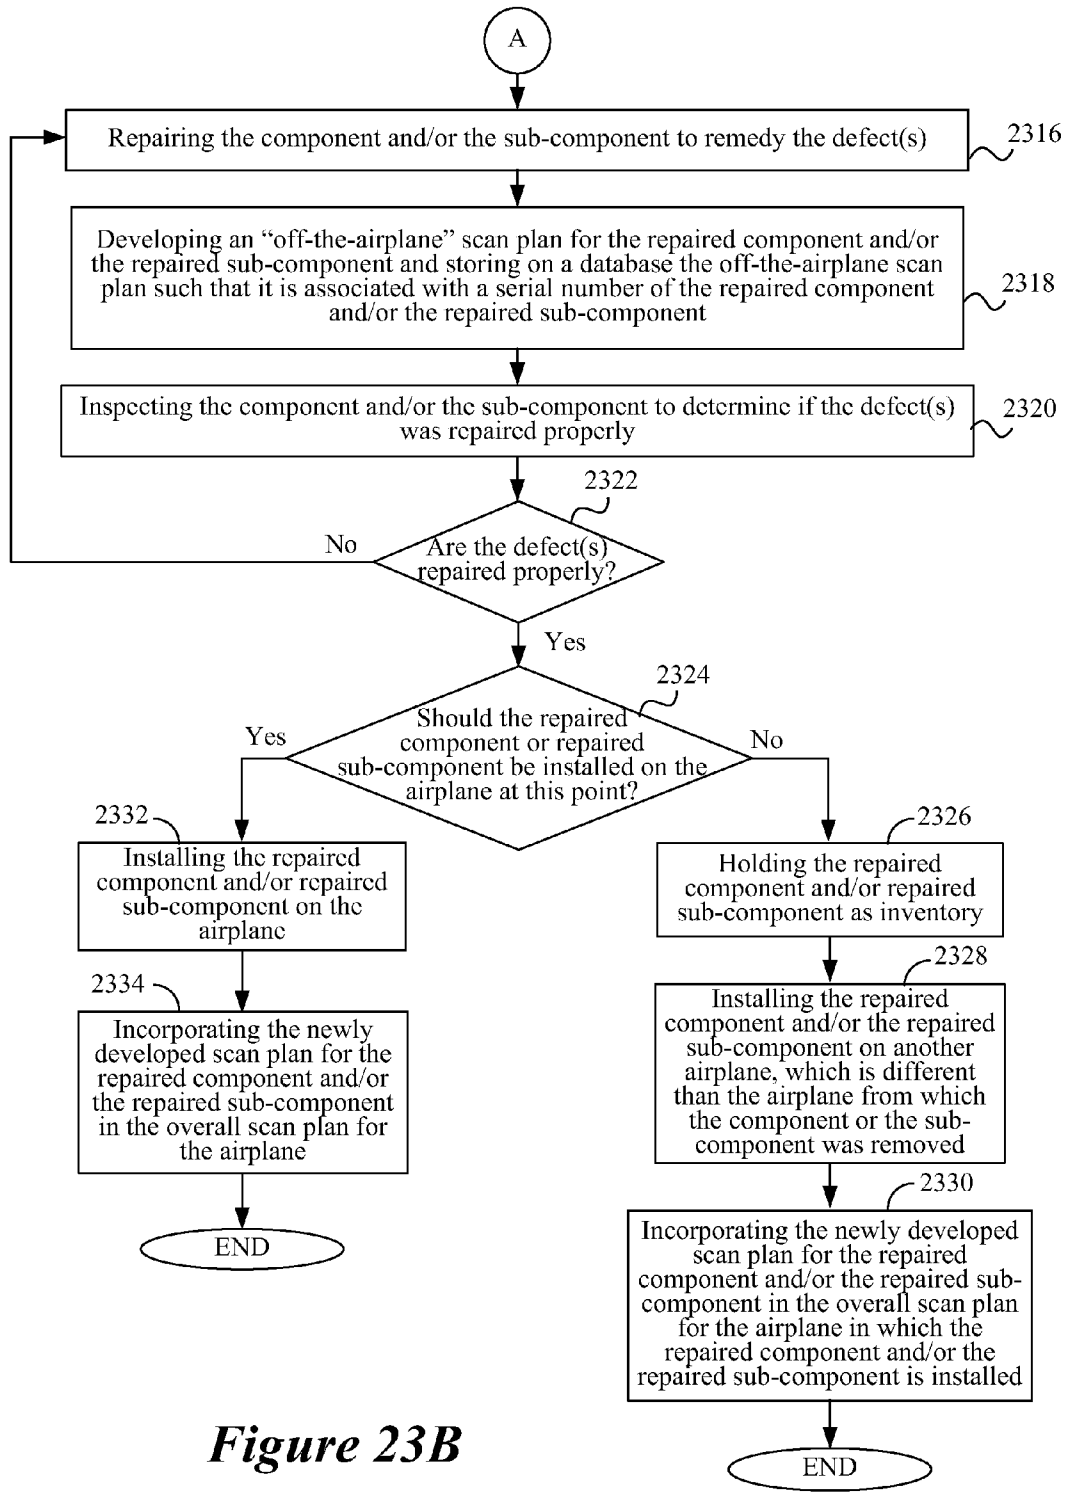 A
Repairing the component and/or the sub-component to remedy the defect(s)
2316
Developing an “off-the-airplane” scan plan for the repaired component and/or
the repaired sub-component and storing on a database the off-the-airplane scan
plan such that it is associated with a serial number of the repaired component
and/or the repaired sub-component
2318
Inspecting the component and/or the sub-component to determine if the defect(s)
was repaired properly
2320
2322
Are the defect(s)
repaired properly?
No
Yes
2324
Should the repaired
component or repaired
sub-component be installed on the
airplane at this point?
Yes
No
2332
Installing the repaired
component and/or repaired
sub-component on the
airplane
2334
Incorporating the newly
developed scan plan for the
repaired component and/or
the repaired sub-component
in the overall scan plan for
the airplane
END
2326
Holding the repaired
component and/or repaired
sub-component as inventory
2328
Installing the repaired
component and/or the repaired
sub-component on another
airplane, which is different
than the airplane from which
the component or the sub-
component was removed
2330
Incorporating the newly developed
scan plan for the repaired
component and/or the repaired sub-
component in the overall scan plan
for the airplane in which the
repaired component and/or the
repaired sub-component is installed
END
Figure 23B